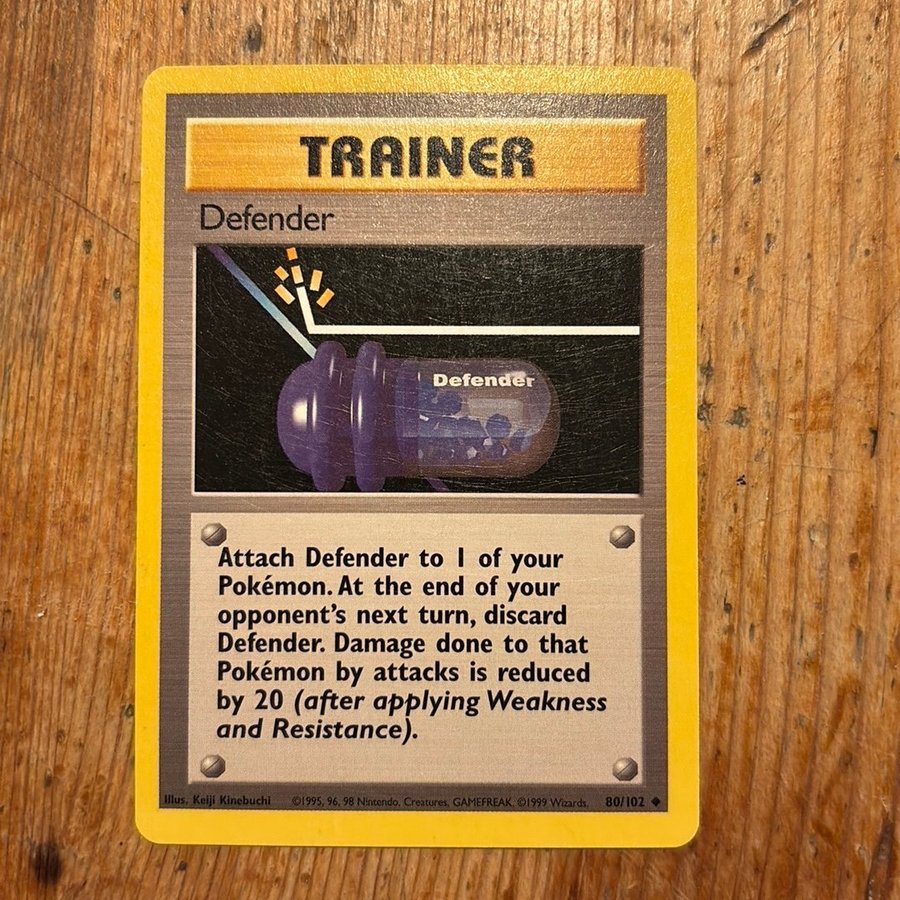 TRAINER
Defender
Defender
Attach Defender to 1 of your
Pokémon. At the end of your
opponent's next turn, discard
Defender. Damage done to that
Pokémon by attacks is reduced
by 20 (after applying Weakness
and Resistance).
Illus. Keiji Kinebuchi ©1995, 96, 98 Nintendo, Creatures, GAMEFREAK. ©1999 Wizards. 80/102